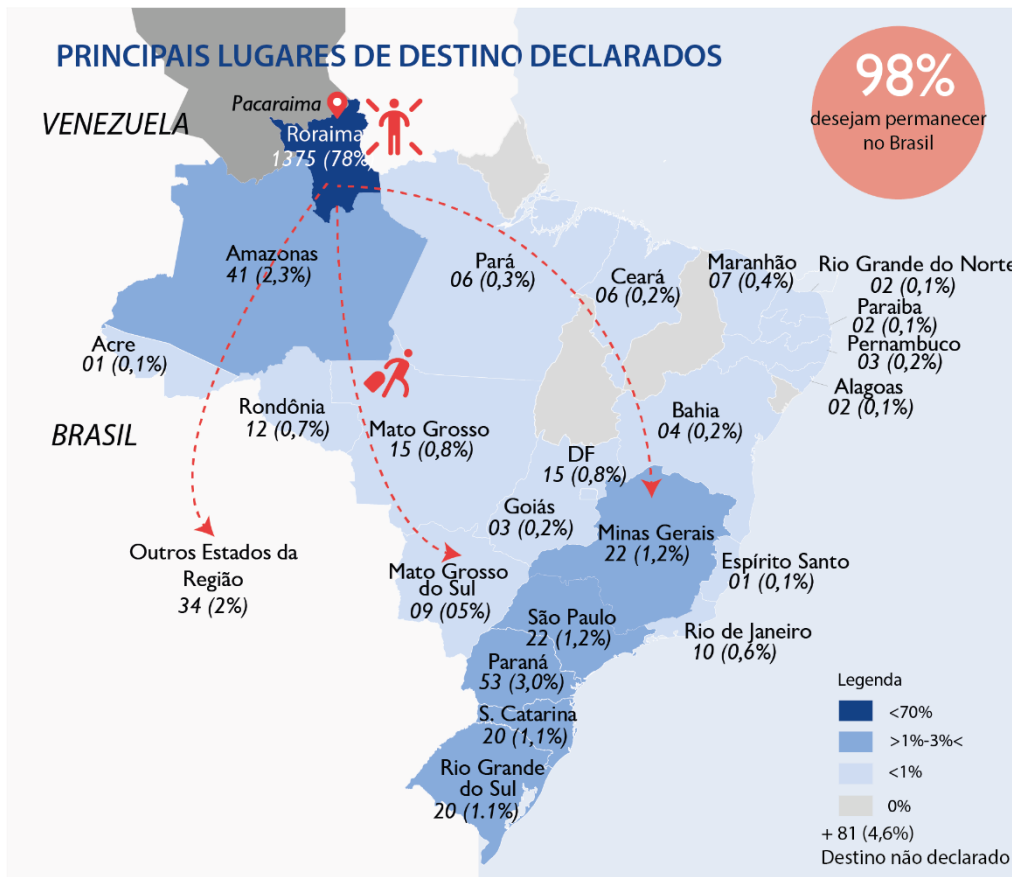 PRINCIPAIS LUGARES DE DESTINO DECLARADOS
98%
desejam permanecer
no Brasil
Pacaraima
VENEZUELA
Roraima
1375 (78%)
Amazonas
41 (2,3%)
Pará
06 (0,3%)
Ceará
06 (0,2%)
Maranhão
07 (0,4%)
Rio Grande do Norte
02 (0,1%)
Paraiba
02 (0,1%)
Pernambuco
03 (0,2%)
Alagoas
02 (0,1%)
Acre
01 (0,1%)
Rondônia
12 (0,7%)
Mato Grosso
15 (0,8%)
Bahia
04 (0,2%)
BRASIL
DF
15 (0,8%)
Goiás
03 (0,2%)
Minas Gerais
22 (1,2%)
Outros Estados da
Região
34 (2%)
Mato Grosso
do Sul
09 (05%)
Espírito Santo
01 (0,1%)
São Paulo
22 (1,2%)
Rio de Janeiro
10 (0,6%)
Paraná
53 (3,0%)
S. Catarina
20 (1,1%)
Rio Grande
do Sul
20 (1.1%)
Legenda
<70%
>1%-3%<
<1%
0%
+ 81 (4,6%)
Destino não declarado